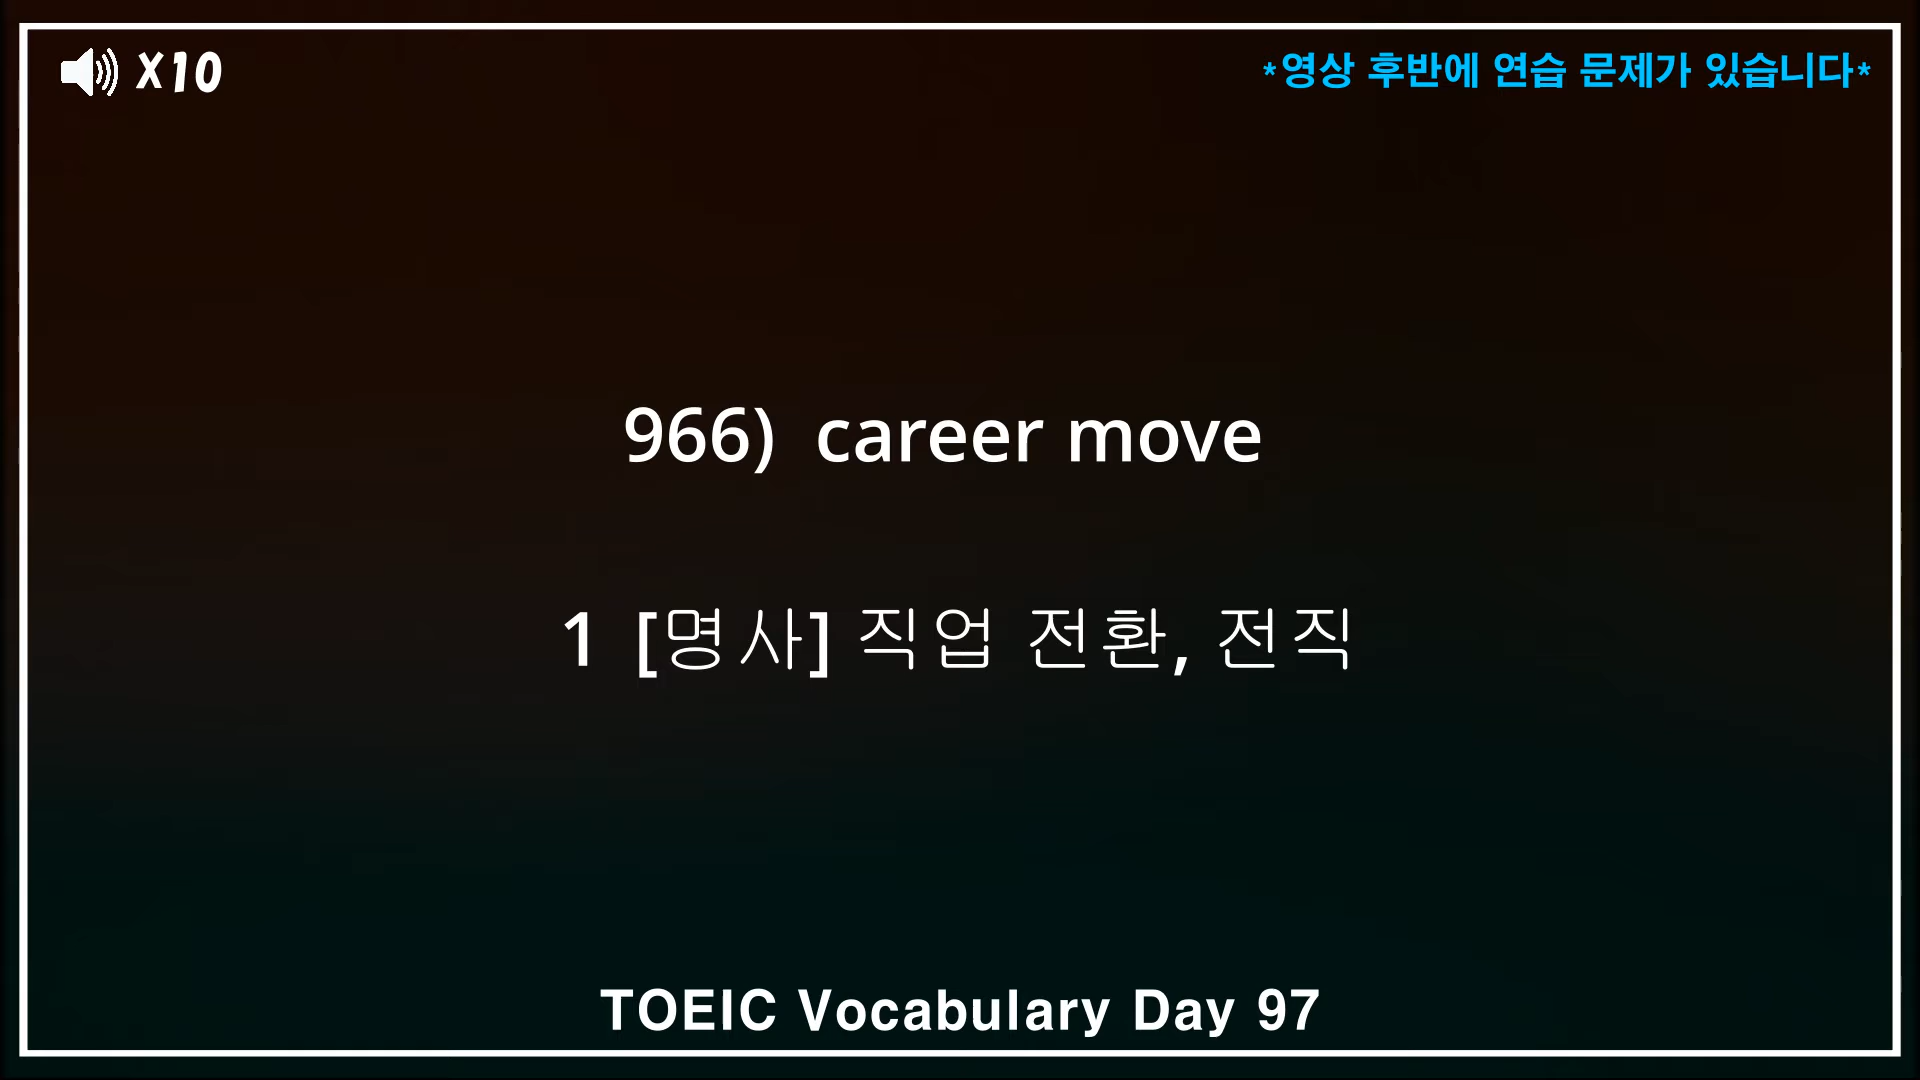 X10
*영상 후반에 연습 문제가 있습니다*
966) career move
1 [명사] 직업 전환, 전직
TOEIC Vocabulary Day 97